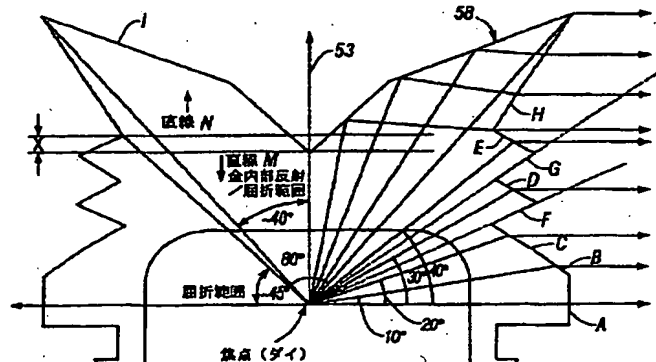 I
58
53
直線 N
H
X
E
直線 M
G
全内部反射
／屈折範囲
D
~40°
F
80°
C
屈折範囲
~45°
30°
40°
B
20°
10°
A
焦点 (ダイ)